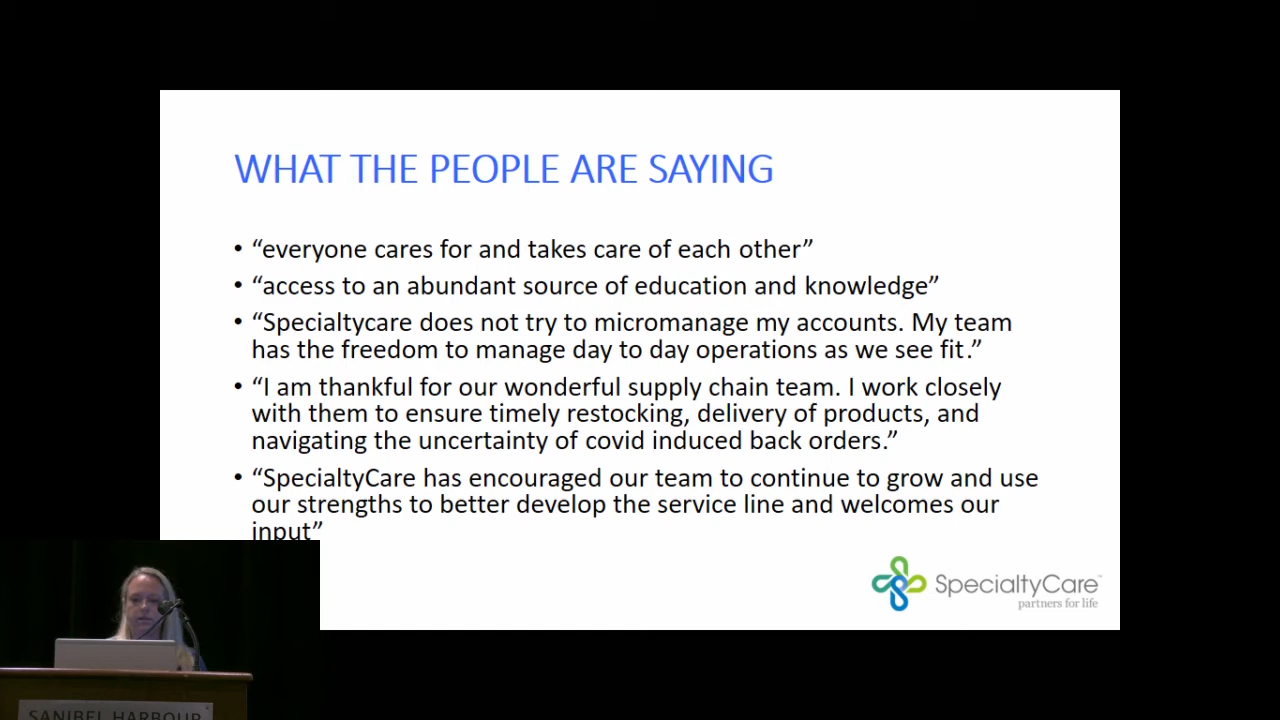 WHAT THE PEOPLE ARE SAYING
• “everyone cares for and takes care of each other”
• “access to an abundant source of education and knowledge”
• “Specialtycare does not try to micromanage my accounts. My team
has the freedom to manage day to day operations as we see fit.”
• “I am thankful for our wonderful supply chain team. I work closely
with them to ensure timely restocking, delivery of products, and
navigating the uncertainty of covid induced back orders.”
• “SpecialtyCare has encouraged our team to continue to grow and use
our strengths to better develop the service line and welcomes our
input”
SpecialtyCare™
partners for life
SANIBEL HARBOUR